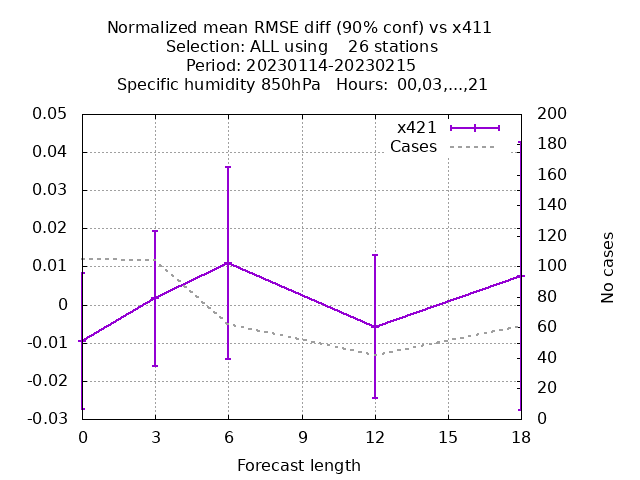 Normalized mean RMSE diff (90% conf) vs x411
Selection: ALL using    26 stations
Period: 20230114-20230215
Specific humidity 850hPa   Hours: 00,03,...,21
x421
Cases
0.05
0.04
0.03
0.02
0.01
0
-0.01
-0.02
-0.03
200
180
160
140
120
100
80
60
40
20
0
No cases
0 3 6 9 12 15 18
Forecast length